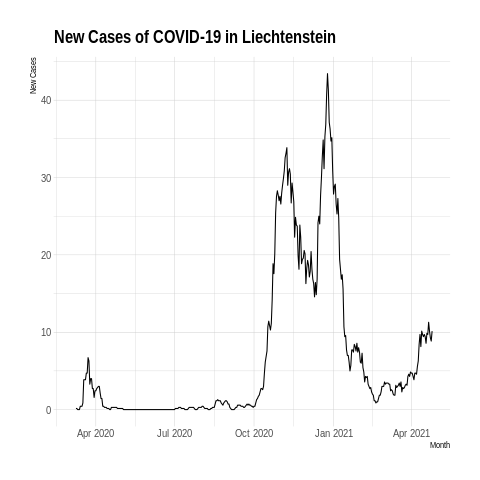 New Cases of COVID-19 in Liechtenstein
New Cases
40
30
20
10
0
Apr 2020 Jul 2020 Oct 2020 Jan 2021 Apr 2021
Month